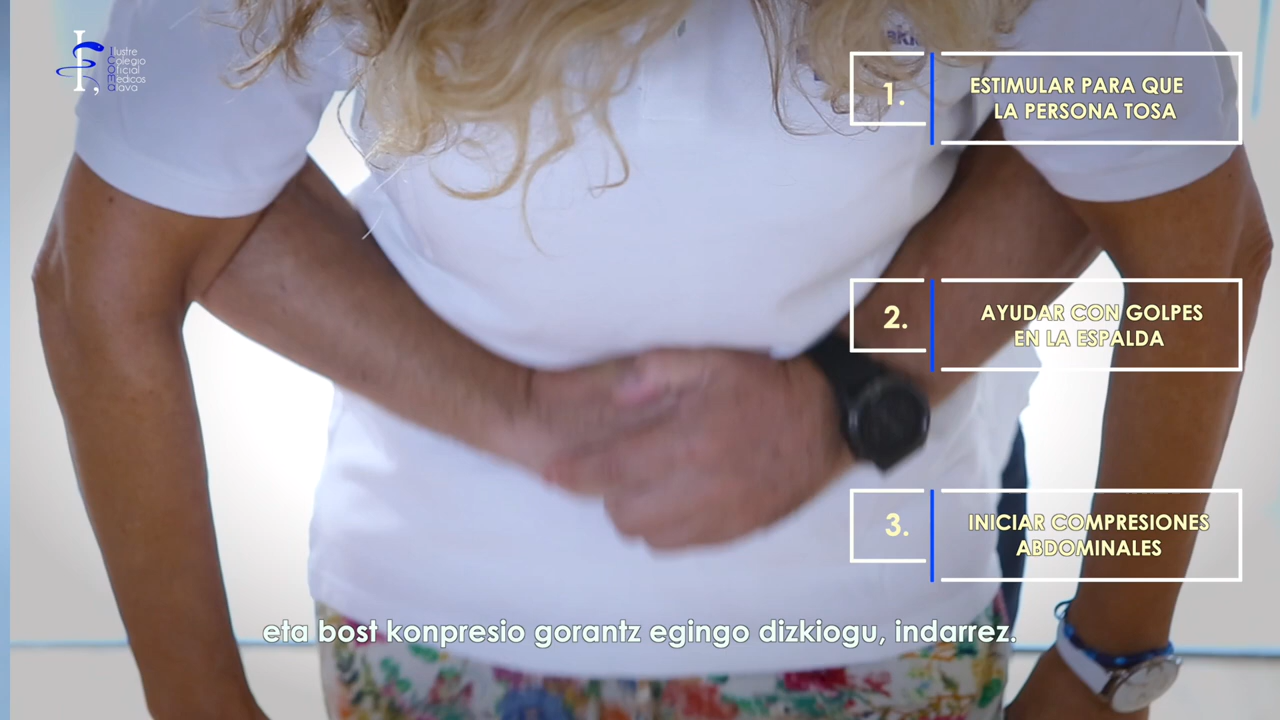 Ilustre
Colegio
Oficial
Médicos
Álava
1.
ESTIMULAR PARA QUE
LA PERSONA TOSA
2.
AYUDAR CON GOLPES
EN LA ESPALDA
3.
INICIAR COMPRESIONES
ABDOMINALES
eta bost konpresio gorantz egingo dizkiogu, indarrez.